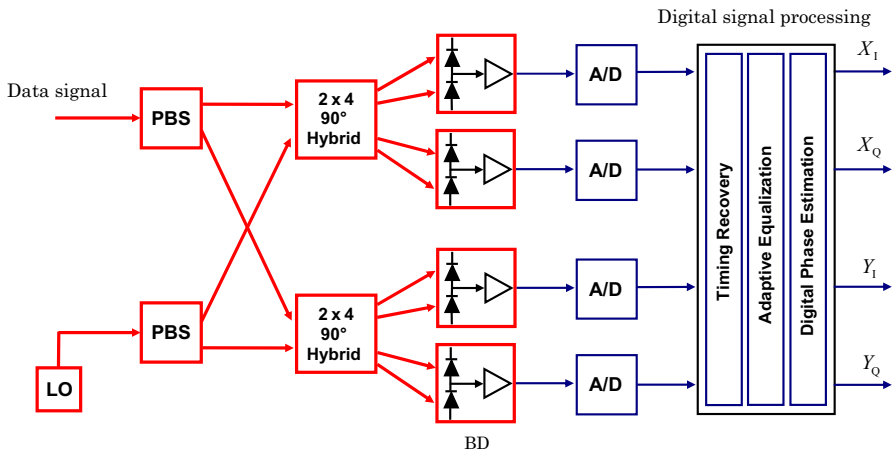 Digital signal processing
Data signal
PBS
2 x 4
90°
Hybrid
A/D
X_I
A/D
X_Q
Timing Recovery
Adaptive Equalization
Digital Phase Estimation
PBS
LO
2 x 4
90°
Hybrid
A/D
Y_I
A/D
Y_Q
BD